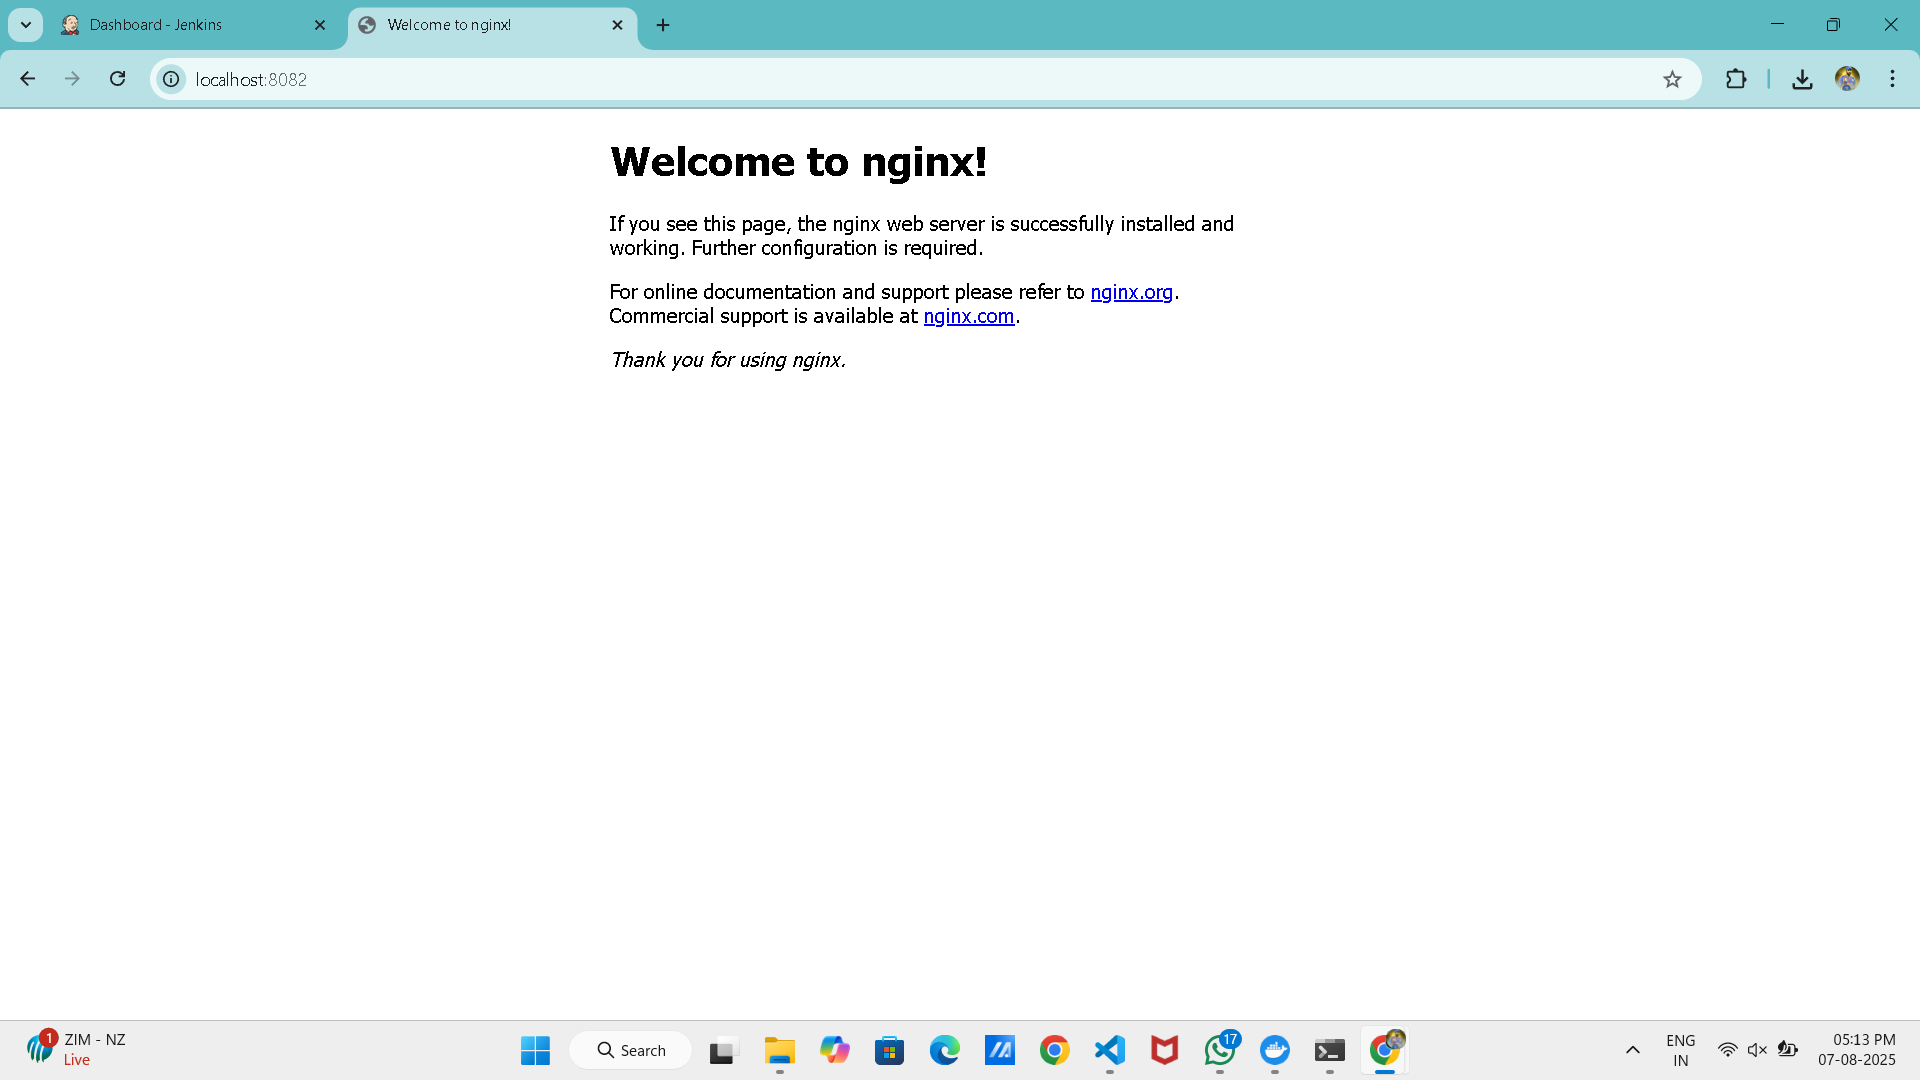 Dashboard - Jenkins
Welcome to nginx!
localhost:8082
Welcome to nginx!
If you see this page, the nginx web server is successfully installed and
working. Further configuration is required.
For online documentation and support please refer to nginx.org.
Commercial support is available at nginx.com.
Thank you for using nginx.
1
ZIM - NZ
Live
Search
17
ENG
IN
05:13 PM
07-08-2025